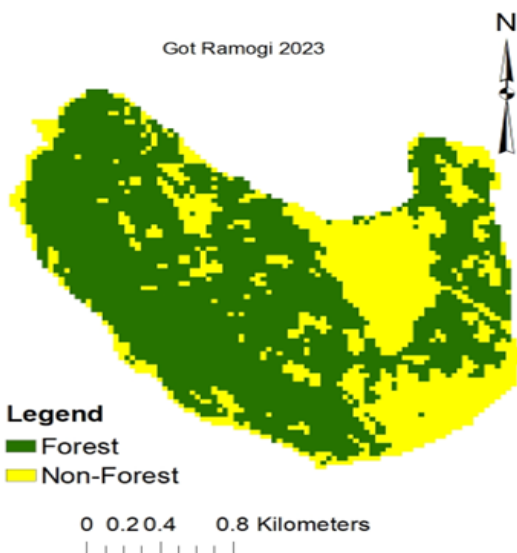 Got Ramogi 2023
N
Legend
Forest
Non-Forest
0 0.2 0.4 0.8 Kilometers